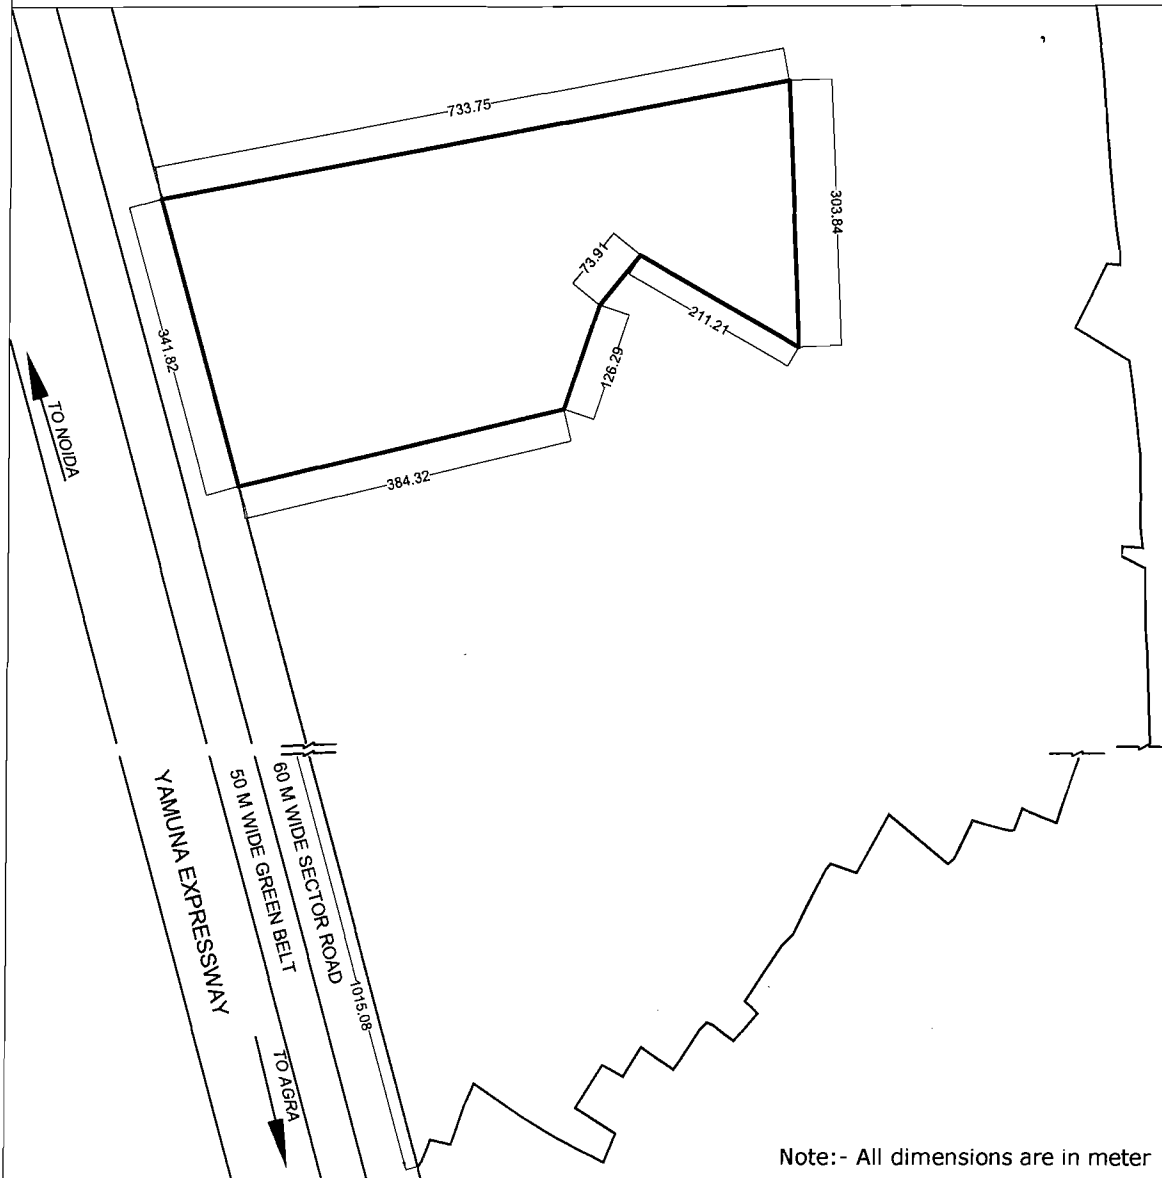 733.75
303.84
73.91
211.21
126.29
341.82
384.32
TO NOIDA
YAMUNA EXPRESSWAY
50 M WIDE GREEN BELT
60 M WIDE SECTOR ROAD
1015.08
TO AGRA
Note:- All dimensions are in meter